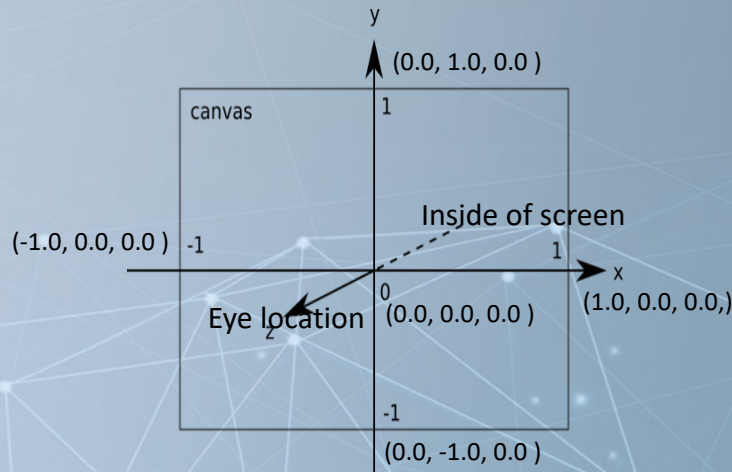 y
(0.0, 1.0, 0.0 )
canvas
1
Inside of screen
(-1.0, 0.0, 0.0 )
-1
1
x
0
(1.0, 0.0, 0.0,)
Eye location
(0.0, 0.0, 0.0 )
z
-1
(0.0, -1.0, 0.0 )